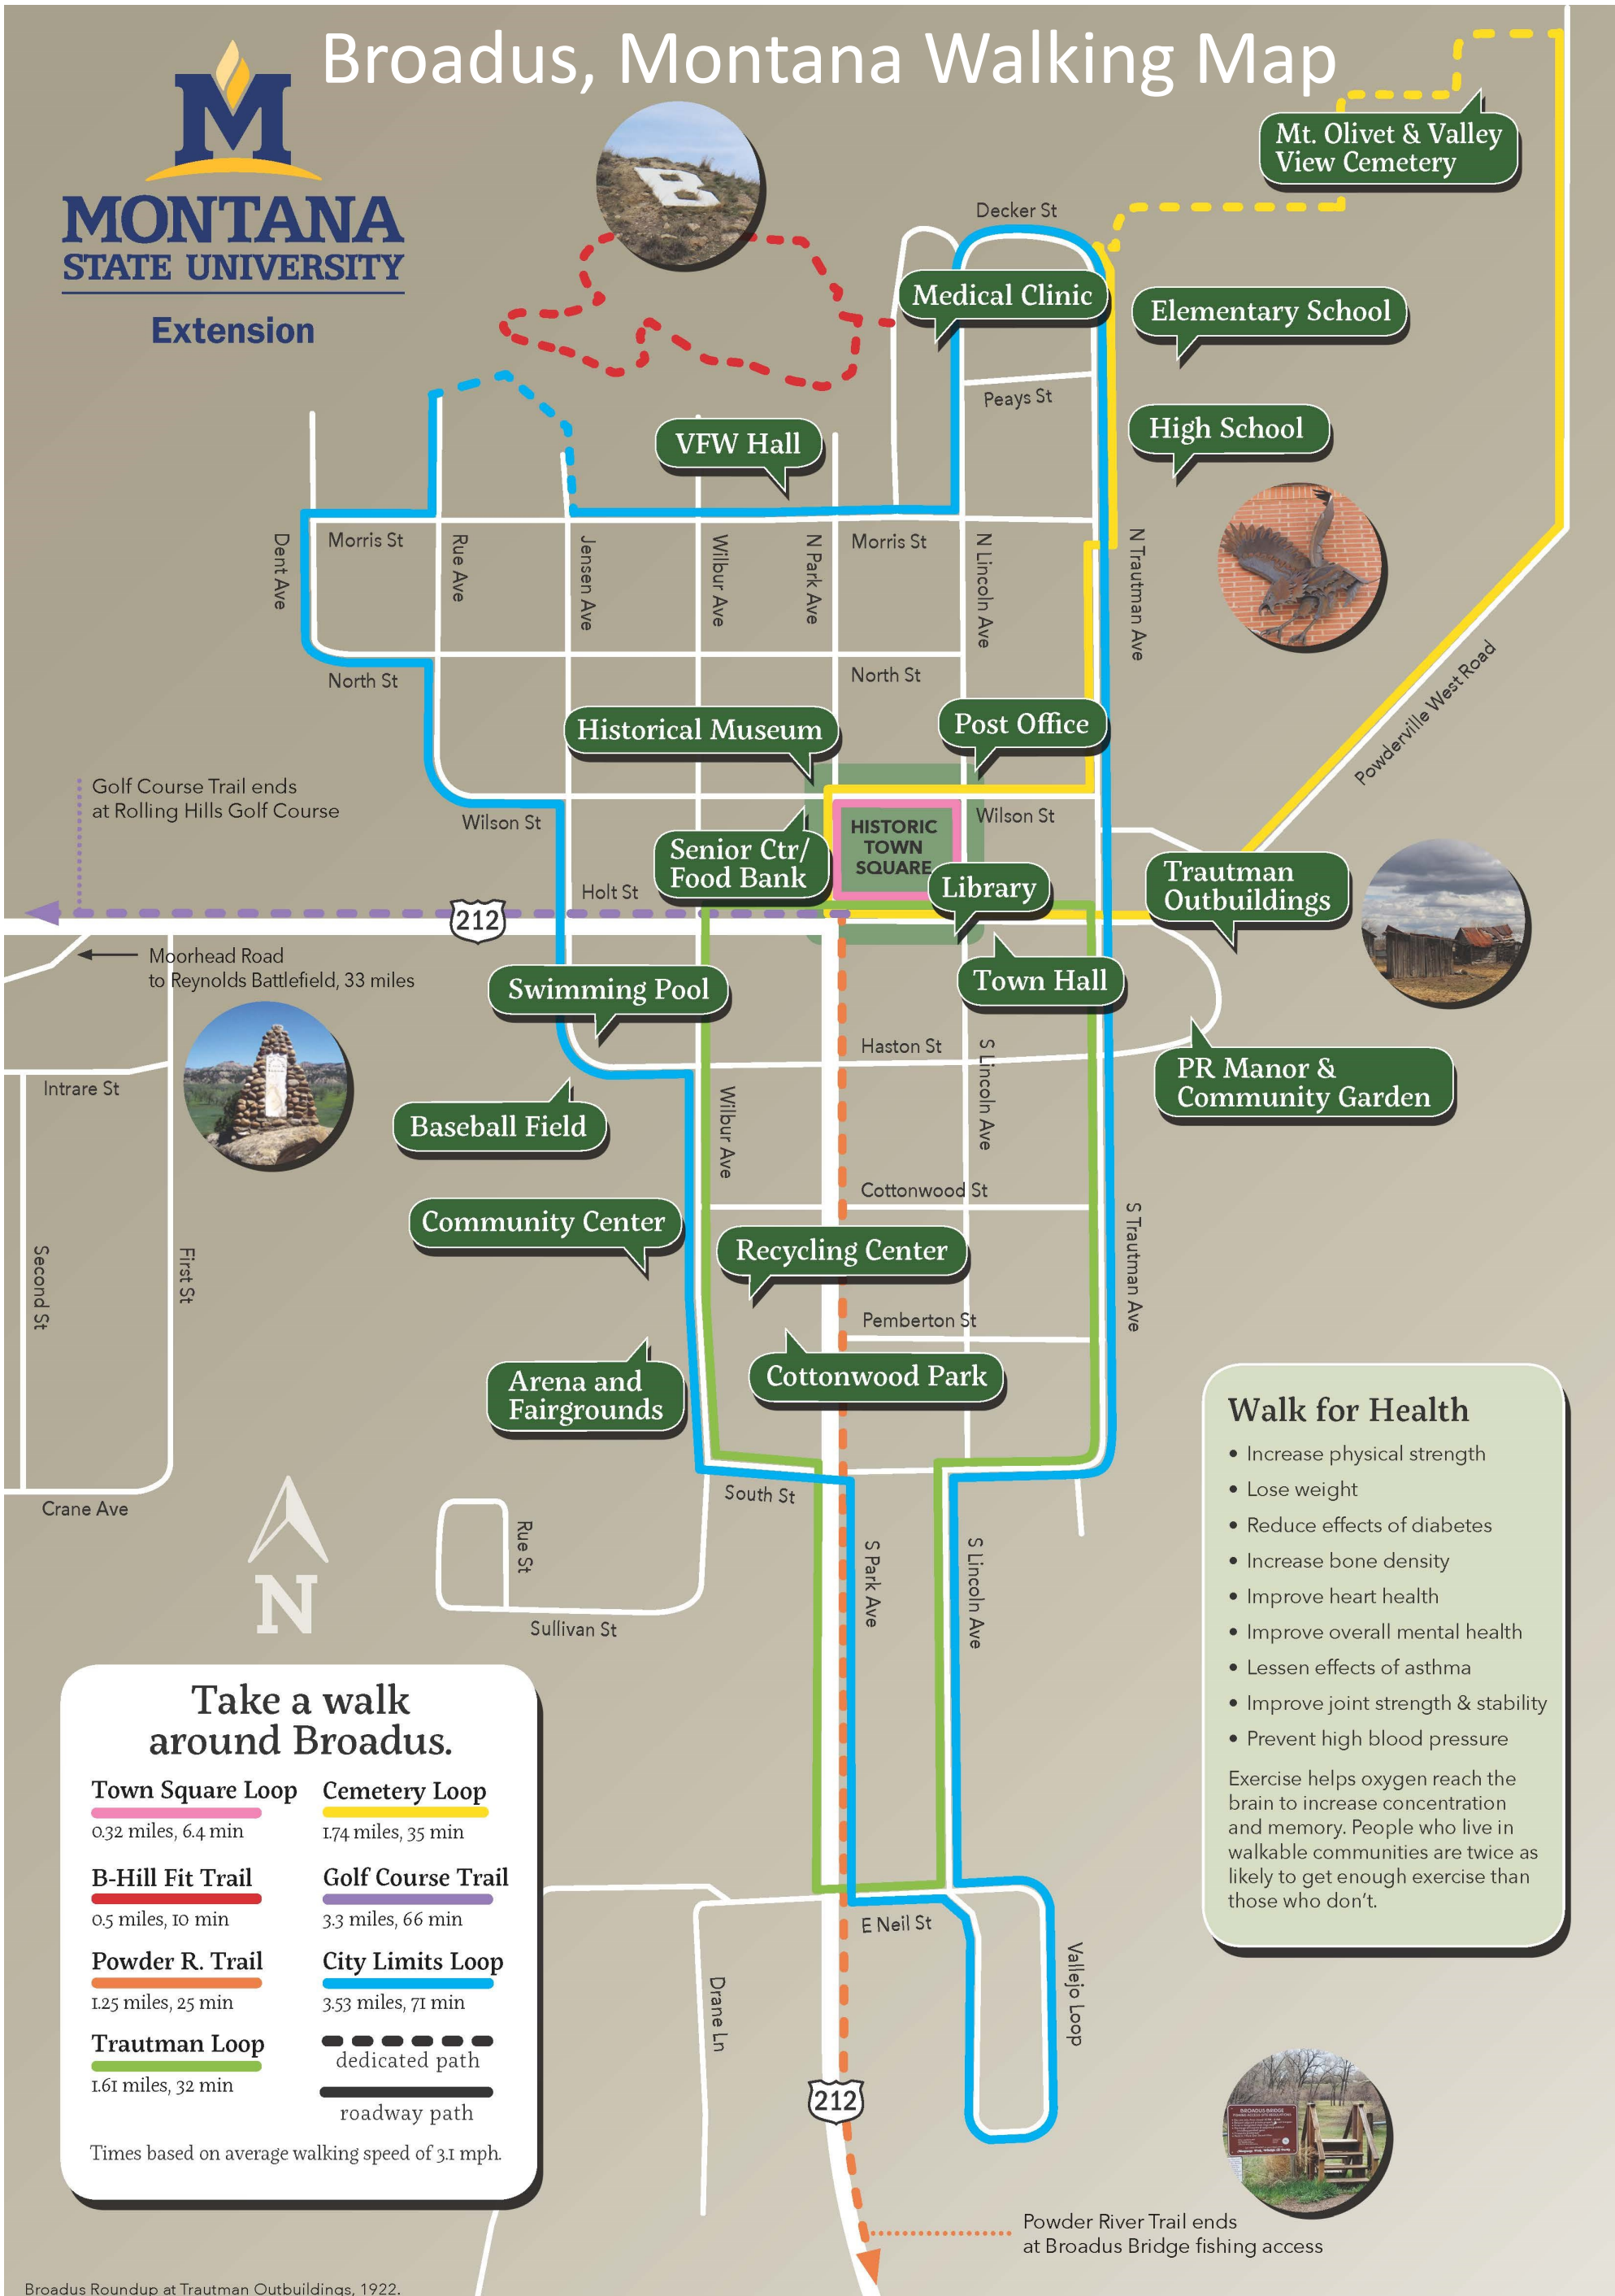 Broadus, Montana Walking Map
M
MONTANA
STATE UNIVERSITY
Extension
Mt. Olivet & Valley
View Cemetery
B
Decker St
Medical Clinic
Elementary School
Peays St
High School
VFW Hall
Dent Ave
Morris St
Rue Ave
Jensen Ave
Wilbur Ave
N Park Ave
Morris St
N Lincoln Ave
N Trautman Ave
North St
North St
Powderville West Road
Historical Museum
Post Office
Golf Course Trail ends
at Rolling Hills Golf Course
Wilson St
Wilson St
HISTORIC
TOWN
SQUARE
Senior Ctr/
Food Bank
Library
Trautman
Outbuildings
Holt St
212
Moorhead Road
to Reynolds Battlefield, 33 miles
Swimming Pool
Town Hall
Haston St
S Lincoln Ave
PR Manor &
Community Garden
Intrare St
Wilbur Ave
Baseball Field
Cottonwood St
S Trautman Ave
Community Center
Recycling Center
Second St
First St
Pemberton St
Cottonwood Park
Arena and
Fairgrounds
Crane Ave
South St
Rue St
S Park Ave
S Lincoln Ave
N
Sullivan St
Walk for Health
• Increase physical strength
• Lose weight
• Reduce effects of diabetes
• Increase bone density
• Improve heart health
• Improve overall mental health
• Lessen effects of asthma
• Improve joint strength & stability
• Prevent high blood pressure
Exercise helps oxygen reach the
brain to increase concentration
and memory. People who live in
walkable communities are twice as
likely to get enough exercise than
those who don't.
Take a walk
around Broadus.
Town Square Loop
0.32 miles, 6.4 min
Cemetery Loop
1.74 miles, 35 min
B-Hill Fit Trail
0.5 miles, 10 min
Golf Course Trail
3.3 miles, 66 min
Powder R. Trail
1.25 miles, 25 min
City Limits Loop
3.53 miles, 71 min
Trautman Loop
1.61 miles, 32 min
dedicated path
roadway path
Times based on average walking speed of 3.1 mph.
E Neil St
Drane Ln
Vallejo Loop
212
BROADUS BRIDGE
Powder River Trail ends
at Broadus Bridge fishing access
Broadus Roundup at Trautman Outbuildings, 1922.